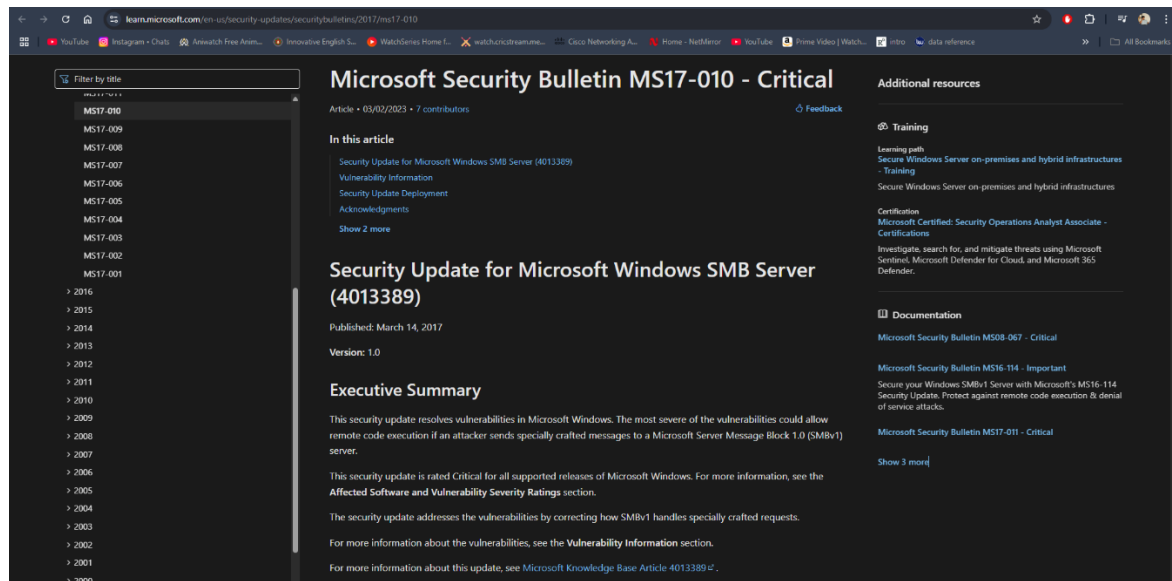 learn.microsoft.com/en-us/security-updates/securitybulletins/2017/ms17-010
YouTube
Instagram • Chats
Aniwatch Free Anim...
Innovative English S...
WatchSeries Home f...
watch.cricstream.me...
Cisco Networking A...
Home - NetMirror
YouTube
Prime Video | Watch...
intro
data reference
»
All Bookmarks
Filter by title
MS17-011
MS17-010
MS17-009
MS17-008
MS17-007
MS17-006
MS17-005
MS17-004
MS17-003
MS17-002
MS17-001
> 2016
> 2015
> 2014
> 2013
> 2012
> 2011
> 2010
> 2009
> 2008
> 2007
> 2006
> 2005
> 2004
> 2003
> 2002
> 2001
> 2000
Microsoft Security Bulletin MS17-010 - Critical
Article • 03/02/2023 • 7 contributors
Feedback
In this article
Security Update for Microsoft Windows SMB Server (4013389)
Vulnerability Information
Security Update Deployment
Acknowledgments
Show 2 more
Security Update for Microsoft Windows SMB Server
(4013389)
Published: March 14, 2017
Version: 1.0
Executive Summary
This security update resolves vulnerabilities in Microsoft Windows. The most severe of the vulnerabilities could allow
remote code execution if an attacker sends specially crafted messages to a Microsoft Server Message Block 1.0 (SMBv1)
server.
This security update is rated Critical for all supported releases of Microsoft Windows. For more information, see the
Affected Software and Vulnerability Severity Ratings section.
The security update addresses the vulnerabilities by correcting how SMBv1 handles specially crafted requests.
For more information about the vulnerabilities, see the Vulnerability Information section.
For more information about this update, see Microsoft Knowledge Base Article 4013389 .
Additional resources
Training
Learning path
Secure Windows Server on-premises and hybrid infrastructures
- Training
Secure Windows Server on-premises and hybrid infrastructures
Certification
Microsoft Certified: Security Operations Analyst Associate -
Certifications
Investigate, search for, and mitigate threats using Microsoft
Sentinel, Microsoft Defender for Cloud, and Microsoft 365
Defender.
Documentation
Microsoft Security Bulletin MS08-067 - Critical
Microsoft Security Bulletin MS16-114 - Important
Secure your Windows SMBv1 Server with Microsoft's MS16-114
Security Update. Protect against remote code execution & denial
of service attacks.
Microsoft Security Bulletin MS17-011 - Critical
Show 3 more